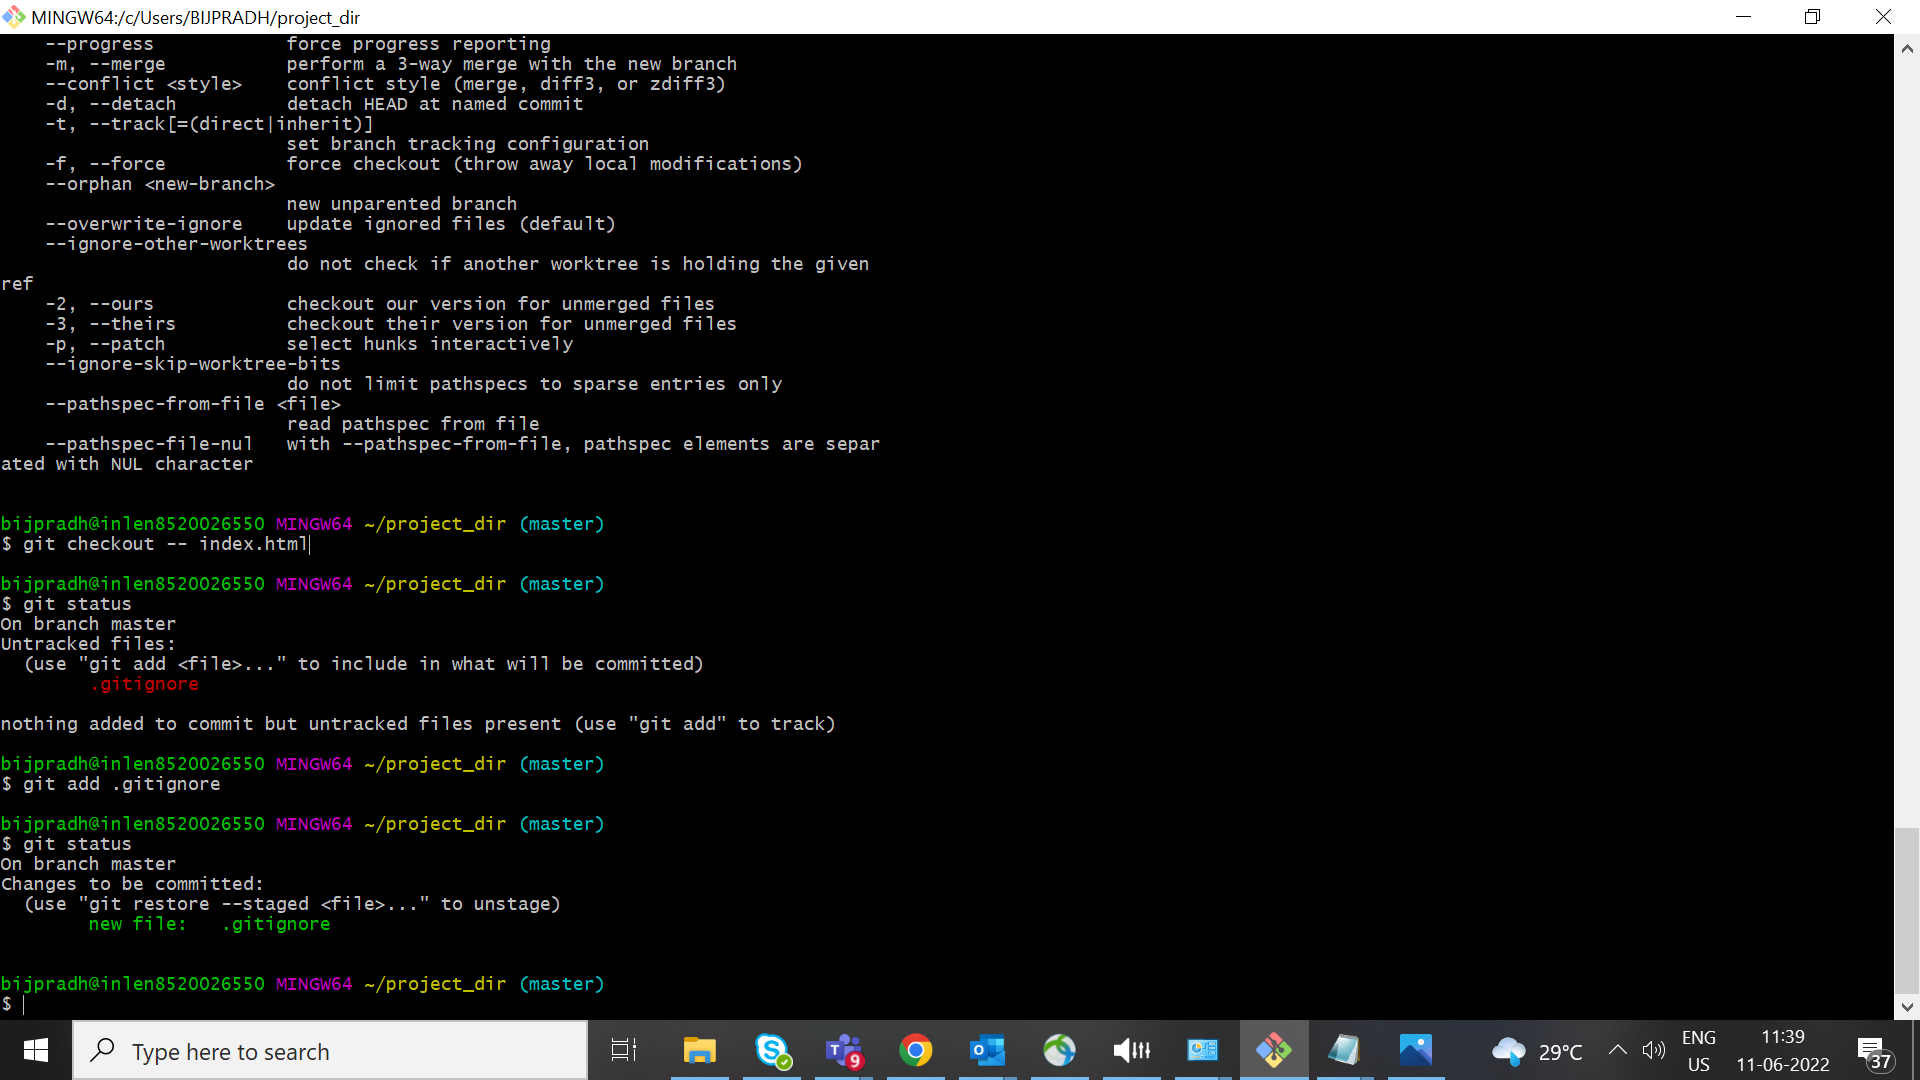 MINGW64:/c/Users/BIJPRADH/project_dir
--progress force progress reporting
-m, --merge perform a 3-way merge with the new branch
--conflict <style> conflict style (merge, diff3, or zdiff3)
-d, --detach detach HEAD at named commit
-t, --track[=(direct|inherit)]
set branch tracking configuration
-f, --force force checkout (throw away local modifications)
--orphan <new-branch>
new unparented branch
--overwrite-ignore update ignored files (default)
--ignore-other-worktrees
do not check if another worktree is holding the given
ref
-2, --ours checkout our version for unmerged files
-3, --theirs checkout their version for unmerged files
-p, --patch select hunks interactively
--ignore-skip-worktree-bits
do not limit pathspecs to sparse entries only
--pathspec-from-file <file>
read pathspec from file
--pathspec-file-nul with --pathspec-from-file, pathspec elements are separ
ated with NUL character
bijpradh@inlen8520026550 MINGW64 ~/project_dir (master)
$ git checkout -- index.html
bijpradh@inlen8520026550 MINGW64 ~/project_dir (master)
$ git status
On branch master
Untracked files:
(use "git add <file>..." to include in what will be committed)
.gitignore
nothing added to commit but untracked files present (use "git add" to track)
bijpradh@inlen8520026550 MINGW64 ~/project_dir (master)
$ git add .gitignore
bijpradh@inlen8520026550 MINGW64 ~/project_dir (master)
$ git status
On branch master
Changes to be committed:
(use "git restore --staged <file>..." to unstage)
new file: .gitignore
bijpradh@inlen8520026550 MINGW64 ~/project_dir (master)
$
Type here to search
9
29°C
ENG
US
11:39
11-06-2022
37